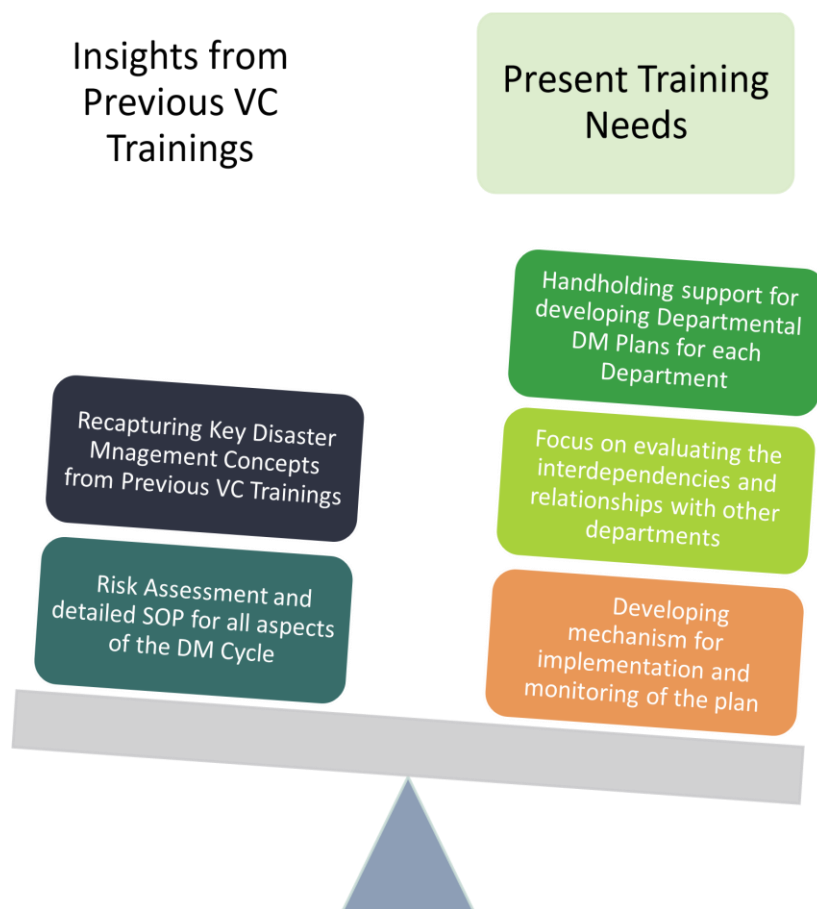 Insights from
Previous VC
Trainings
Present Training
Needs
Recapturing Key Disaster
Mnagement Concepts
from Previous VC Trainings
Risk Assessment and
detailed SOP for all aspects
of the DM Cycle
Handholding support for
developing Departmental
DM Plans for each
Department
Focus on evaluating the
interdependencies and
relationships with other
departments
Developing
mechanism for
implementation and
monitoring of the plan